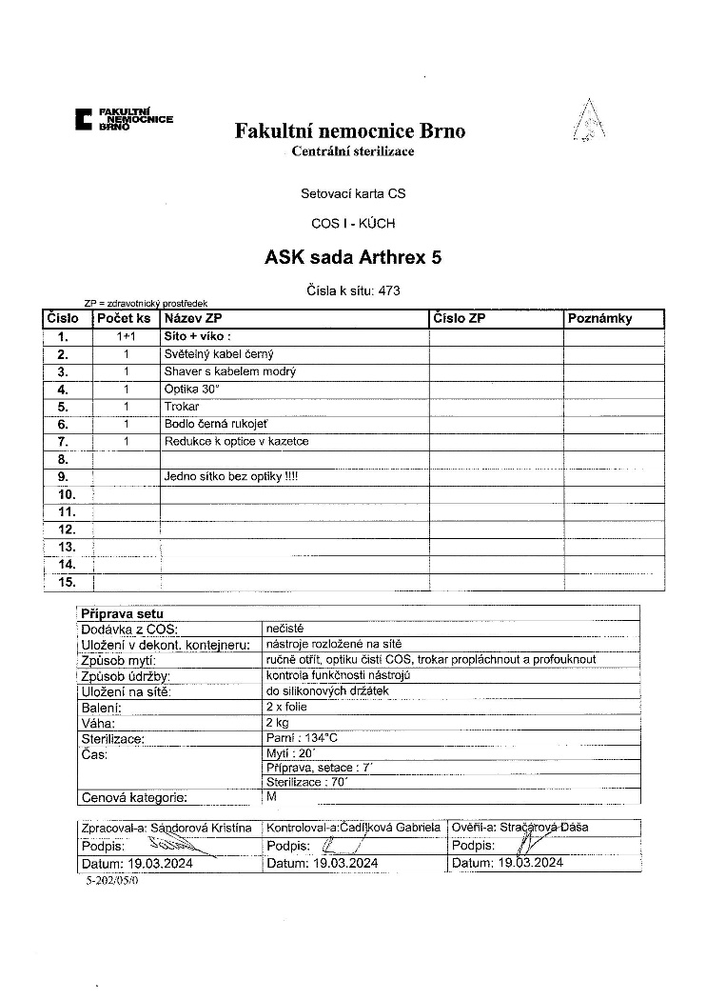 FAKULTNÍ
NEMOCNICE
BRNO
Fakultní nemocnice Brno
Centrální sterilizace
Setovací karta CS
COS I - KÚCH
ASK sada Arthrex 5
Čísla k sítu: 473
ZP = zdravotnický prostředek
Číslo Počet ks Název ZP Číslo ZP Poznámky
1. 1+1 Síto + víko :
2. 1 Světelný kabel černý
3. 1 Shaver s kabelem modrý
4. 1 Optika 30°
5. 1 Trokar
6. 1 Bodlo černá rukojeť
7. 1 Redukce k optice v kazetce
8.
9. Jedno sítko bez optiky !!!!
10.
11.
12.
13.
14.
15.
Příprava setu
Dodávka z COS: nečisté
Uložení v dekont. kontejneru: nástroje rozložené na sítě
Způsob mytí: ručně otřít, optiku čistí COS, trokar propláchnout a profouknout
Způsob údržby: kontrola funkčnosti nástrojů
Uložení na sítě: do silikonových držátek
Balení: 2 x folie
Váha: 2 kg
Sterilizace: Parní : 134°C
Čas: Mytí : 20´
Příprava, setace : 7´
Sterilizace : 70´
Cenová kategorie: M
Zpracoval-a: Sándorová Kristína Kontroloval-a:Čadílková Gabriela Ověřil-a: Stračárová Dáša
Podpis: Podpis: Podpis:
Datum: 19.03.2024 Datum: 19.03.2024 Datum: 19.03.2024
5-202/05/0